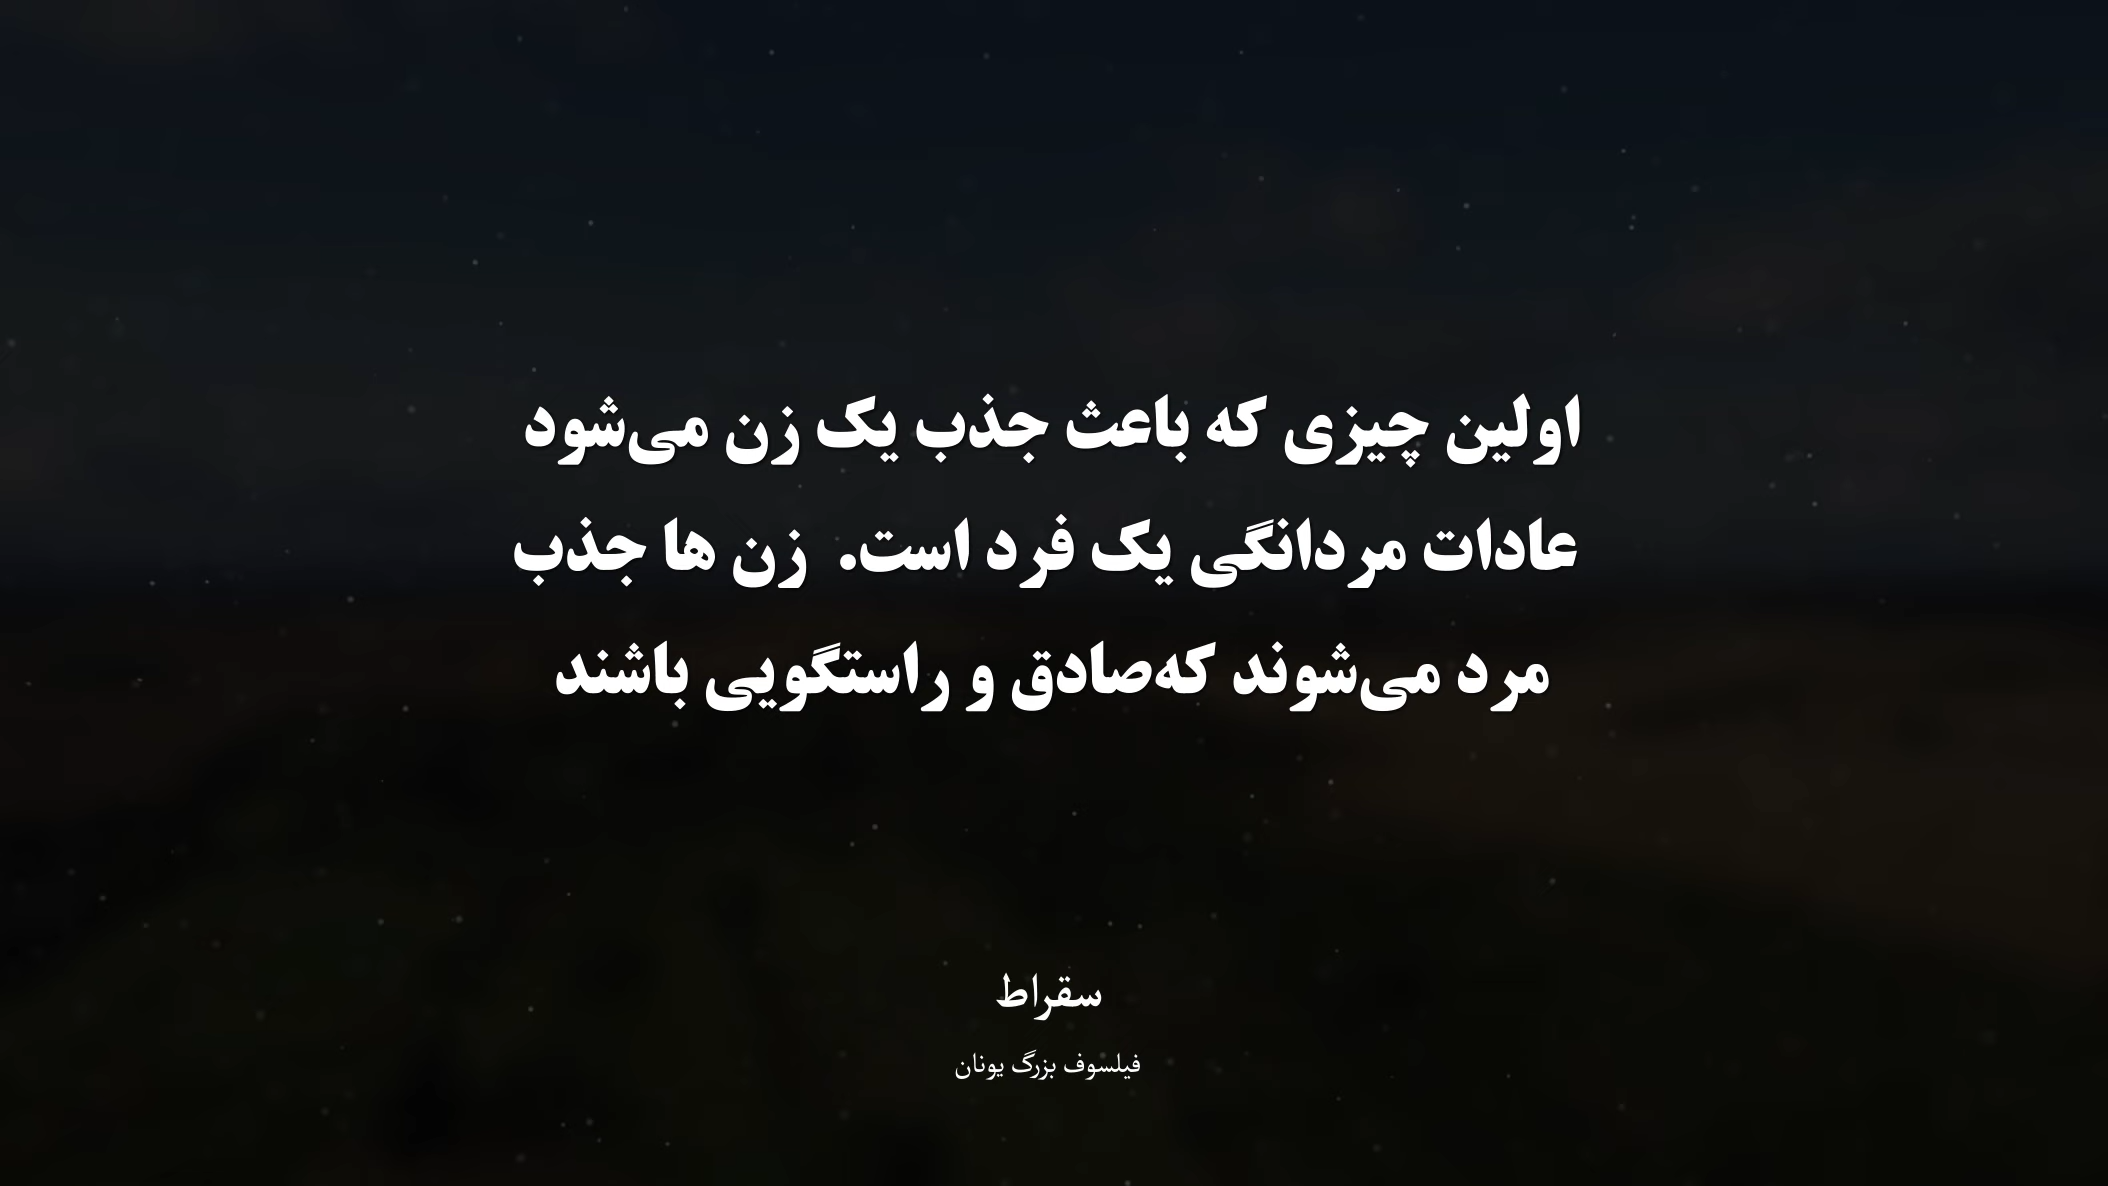 اولین چیزی که باعث جذب یک زن می‌شود
عادات مردانگی یک فرد است. زن ها جذب
مرد می‌شوند که‌صادق و راستگویی باشند
سقراط
فیلسوف بزرگ یونان